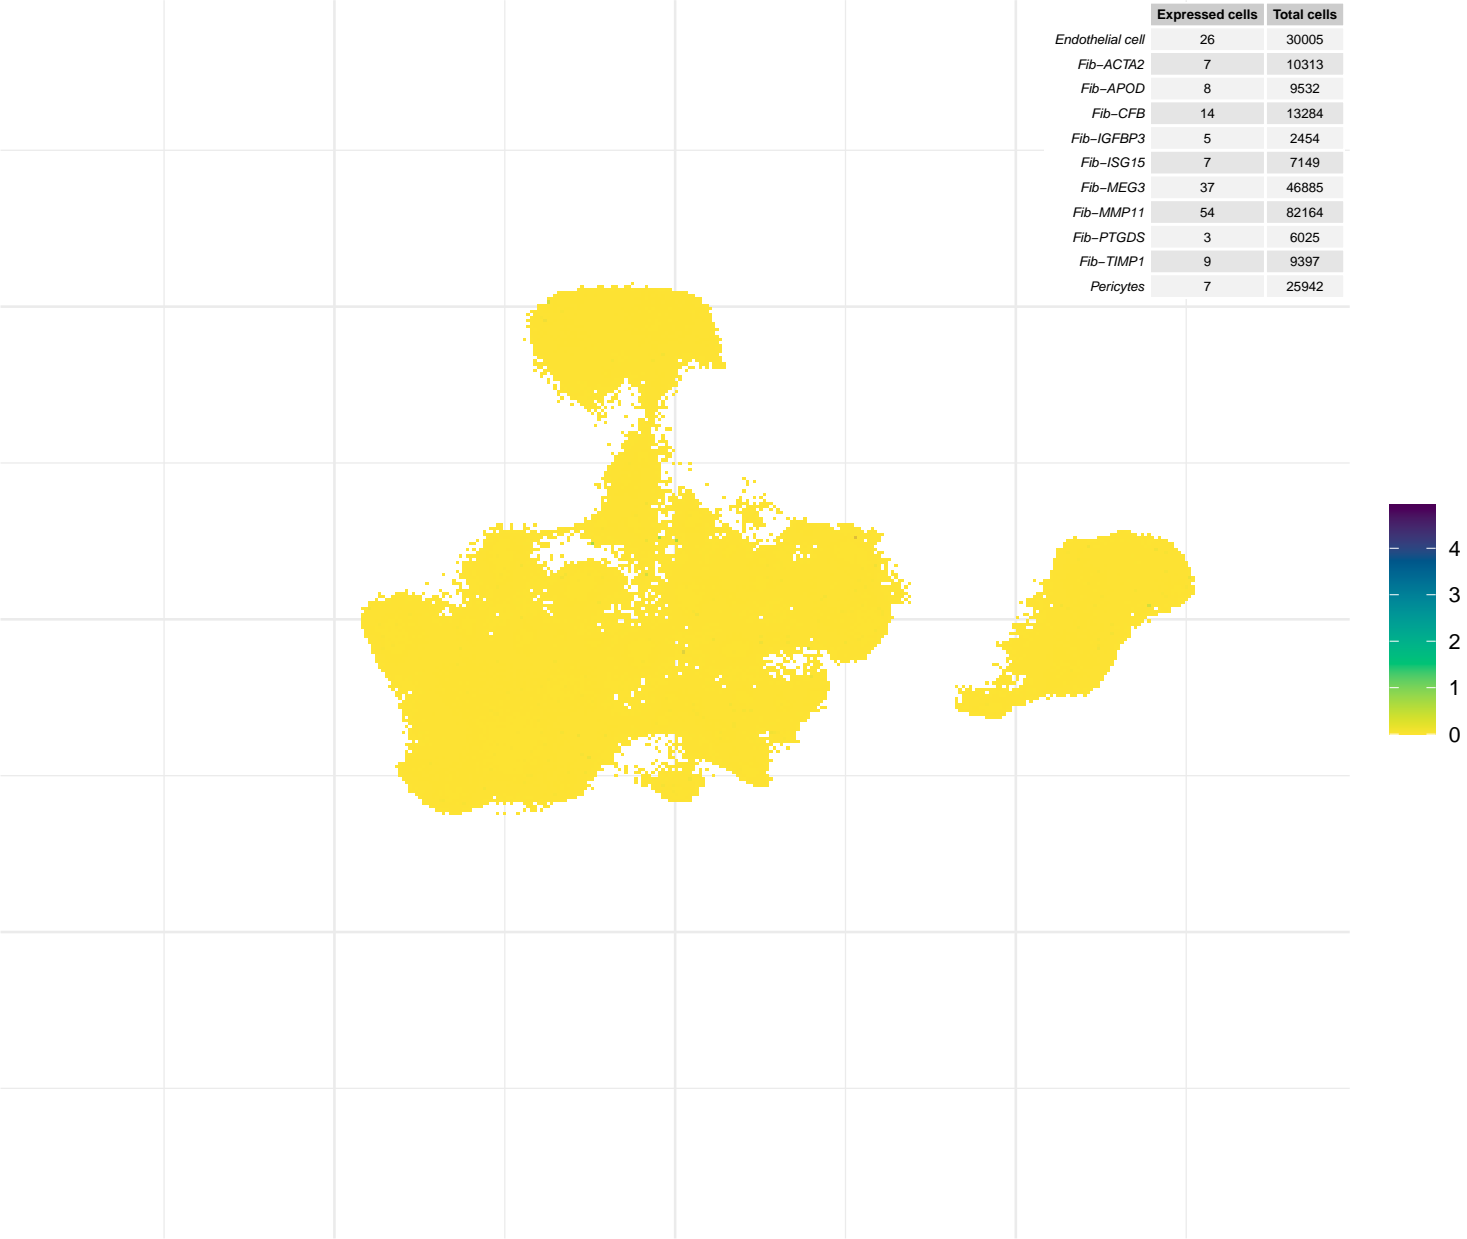 Expressed cells Total cells
Endothelial cell 26 30005
Fib−ACTA2 7 10313
Fib−APOD 8 9532
Fib−CFB 14 13284
Fib−IGFBP3 5 2454
Fib−ISG15 7 7149
Fib−MEG3 37 46885
Fib−MMP11 54 82164
Fib−PTGDS 3 6025
Fib−TIMP1 9 9397
Pericytes 7 25942
4
3
2
1
0